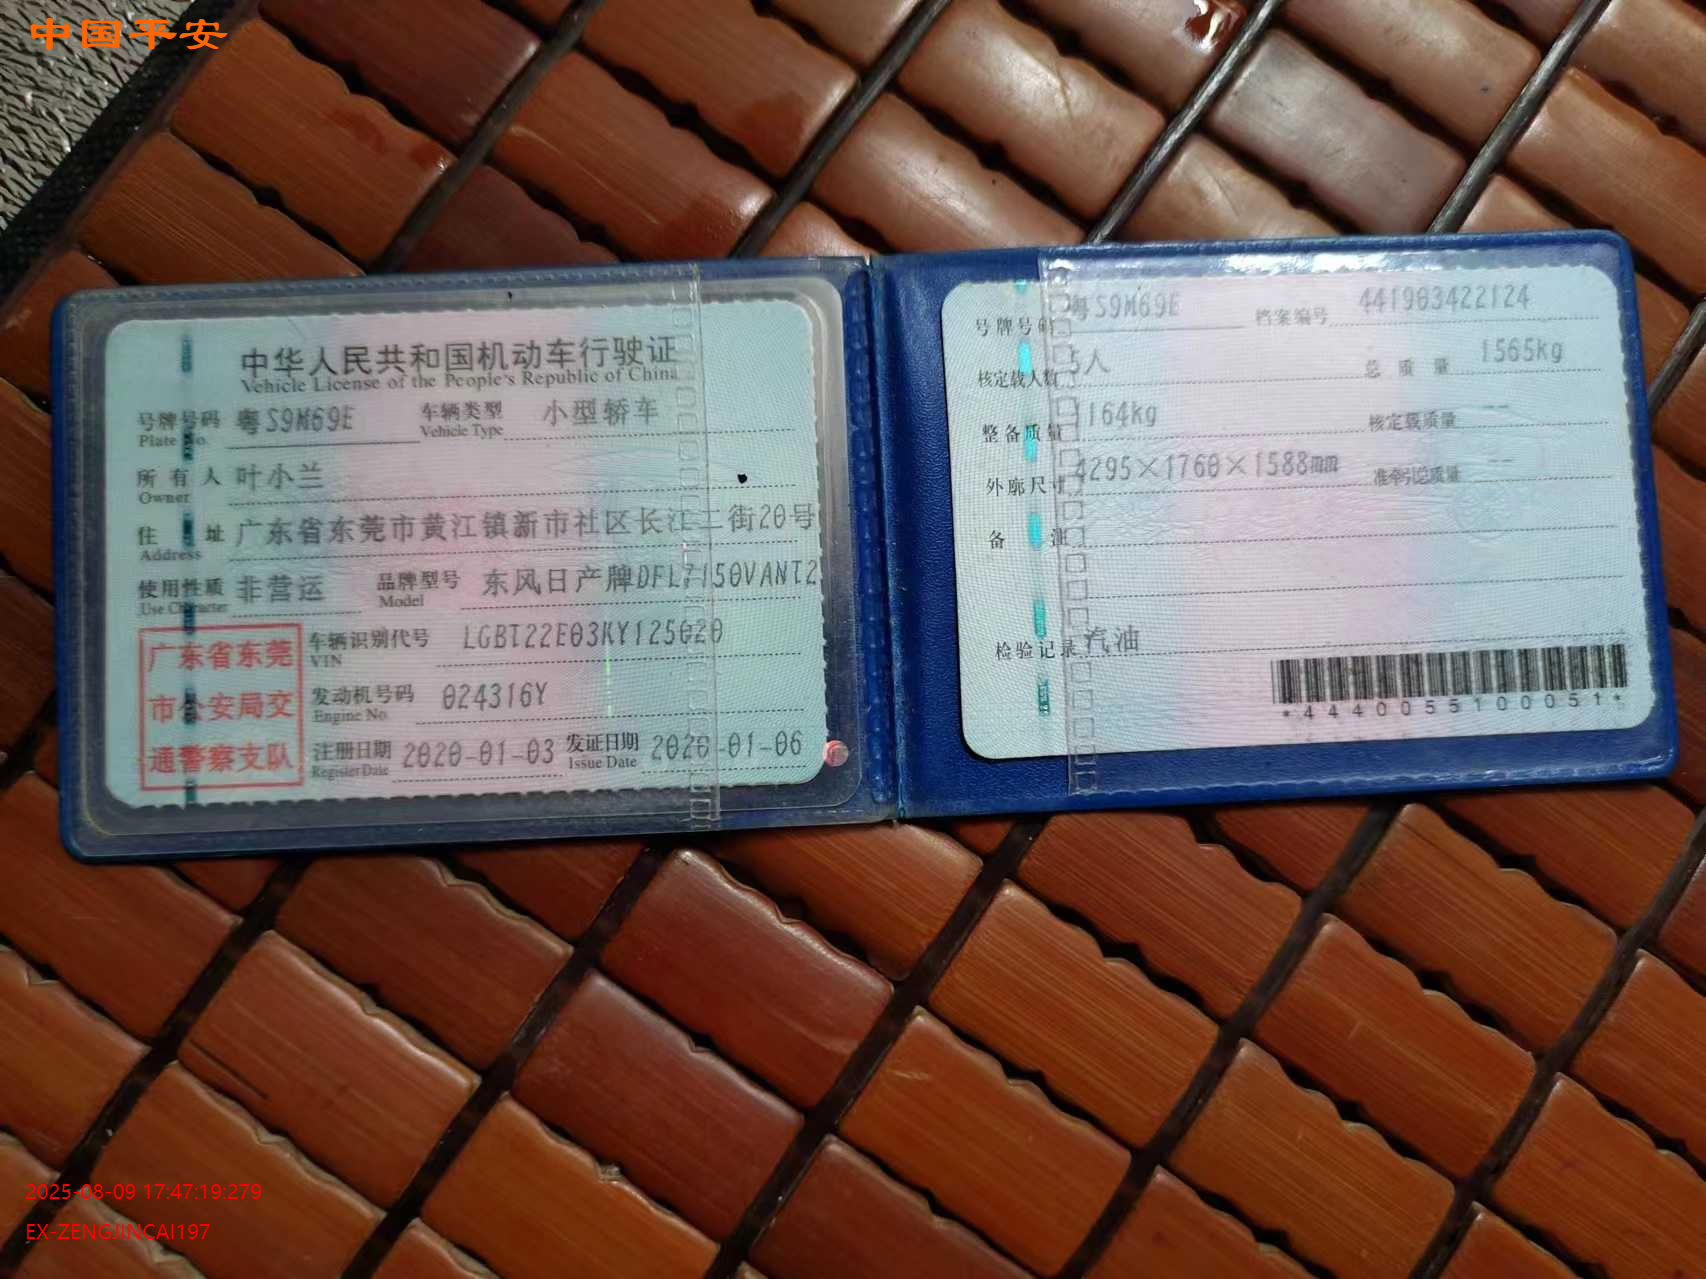 中国平安
中华人民共和国机动车行驶证
Vehicle License of the People's Republic of China
号牌号码 粤S9M69E 车辆类型 小型轿车
Plate No. Vehicle Type
所有人 叶小兰
Owner
住址 广东省东莞市黄江镇新市社区长江二街20号
Address
使用性质 非营运 品牌型号 东风日产牌DFL7150VANI2
Use Character Model
广东省东莞
市公安局交
通警察支队
车辆识别代号 LGBT22E03KY125020
VIN
发动机号码 024316Y
Engine No.
注册日期 2020-01-03 发证日期 2020-01-06
Register Date Issue Date
号牌号码 粤S9M69E 档案编号 441903422124
核定载人数 5人 总质量 1565kg
整备质量 1164kg 核定载质量 --
外廓尺寸 4295×1760×1588mm 准牵引总质量 --
备注
检验记录 汽油
*4440055100051*
2025-08-09 17:47:19:279
EX-ZENGJINCAI197